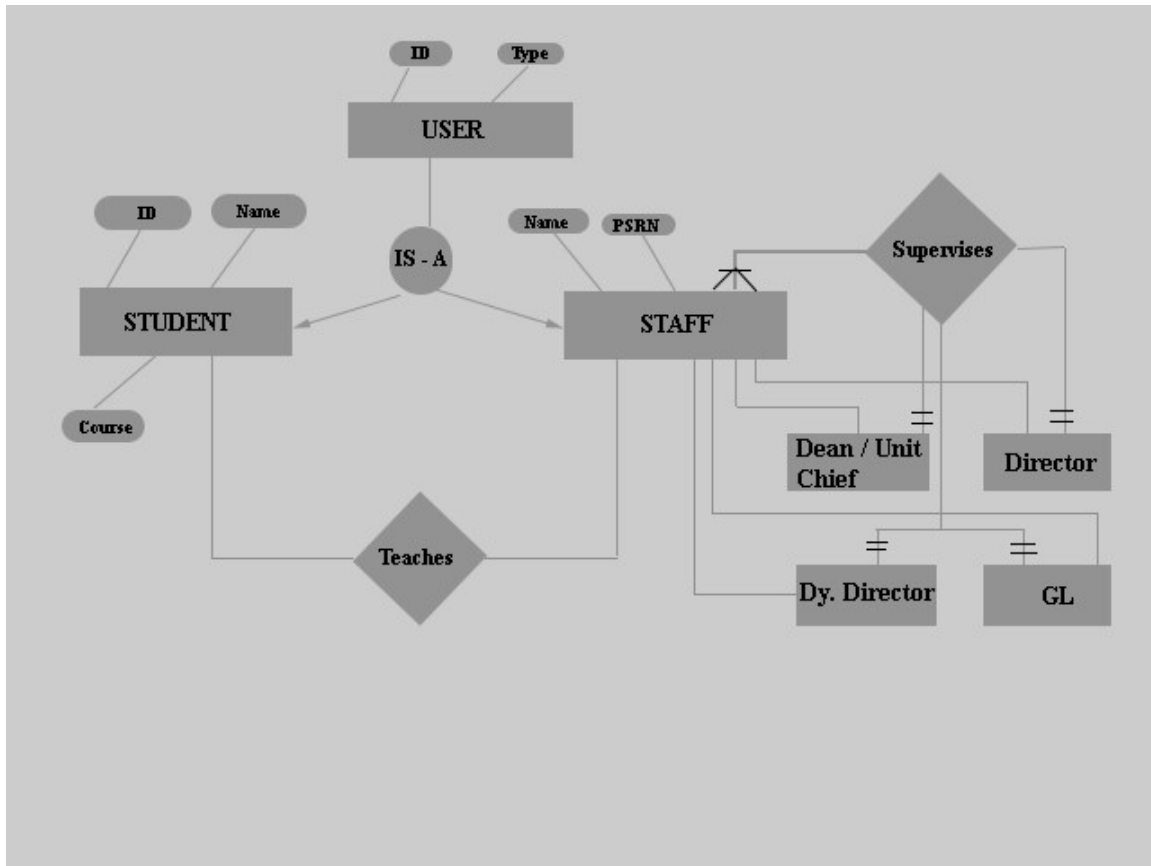 ID
Type
USER
ID
Name
Name
PSRN
IS - A
Supervises
STUDENT
STAFF
Course
Dean / Unit
Chief
Director
Teaches
Dy. Director
GL